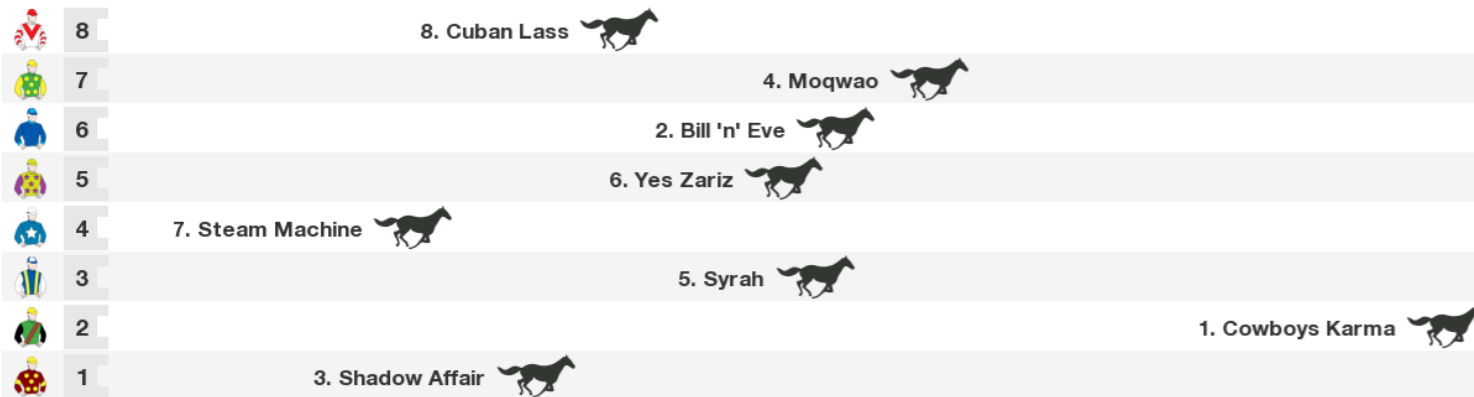 8 8. Cuban Lass
7 4. Moqwao
6 2. Bill 'n' Eve
5 6. Yes Zariz
4 7. Steam Machine
3 5. Syrah
2 1. Cowboys Karma
1 3. Shadow Affair